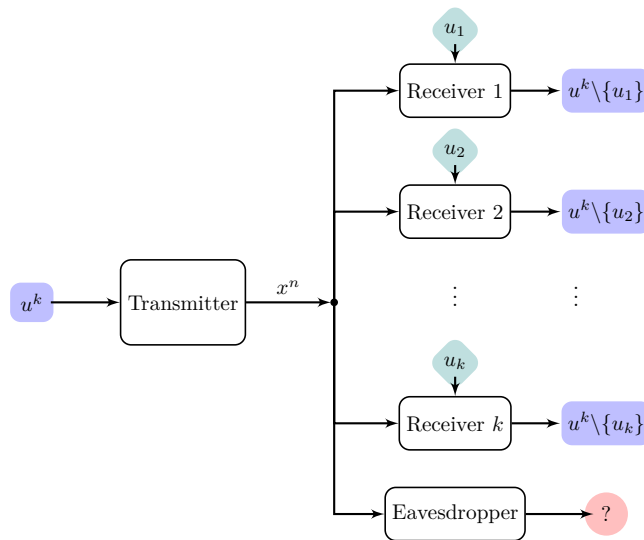 u_1
Receiver 1
u^k\{u_1}
u_2
Receiver 2
u^k\{u_2}
u^k
Transmitter
x^n
⋮ ⋮
u_k
Receiver k
u^k\{u_k}
Eavesdropper
?